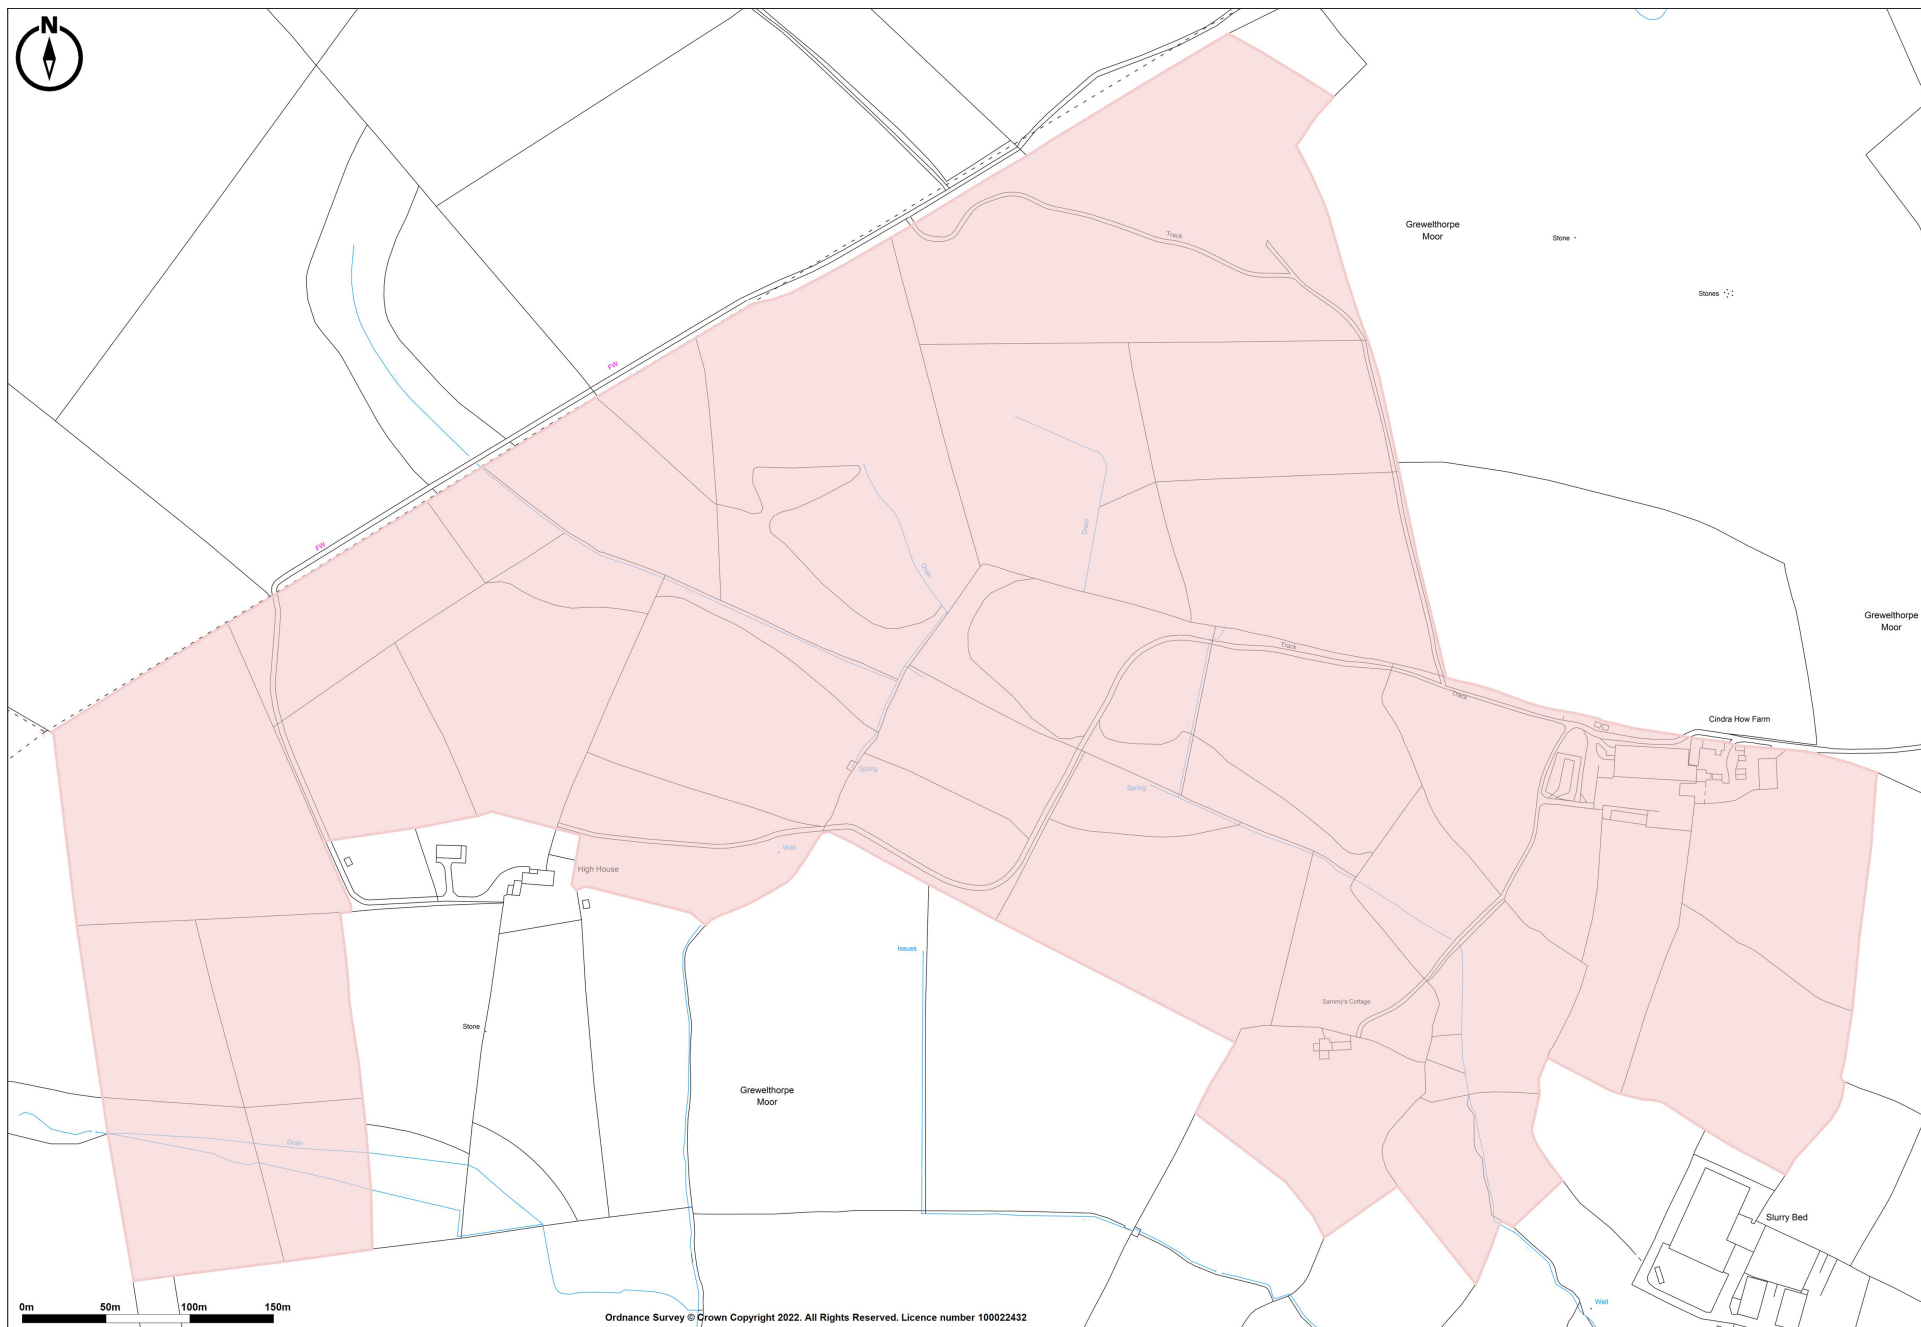 N
Track
Grewelthorpe
Moor
Stone
Stones
FW
FW
Drain
Drain
Grewelthorpe
Moor
Track
Track
Cindra How Farm
Spring
Spring
Well
High House
Issues
Sammy's Cottage
Stone
Grewelthorpe
Moor
Drain
Slurry Bed
Well
0m 50m 100m 150m
Ordnance Survey © Crown Copyright 2022. All Rights Reserved. Licence number 100022432